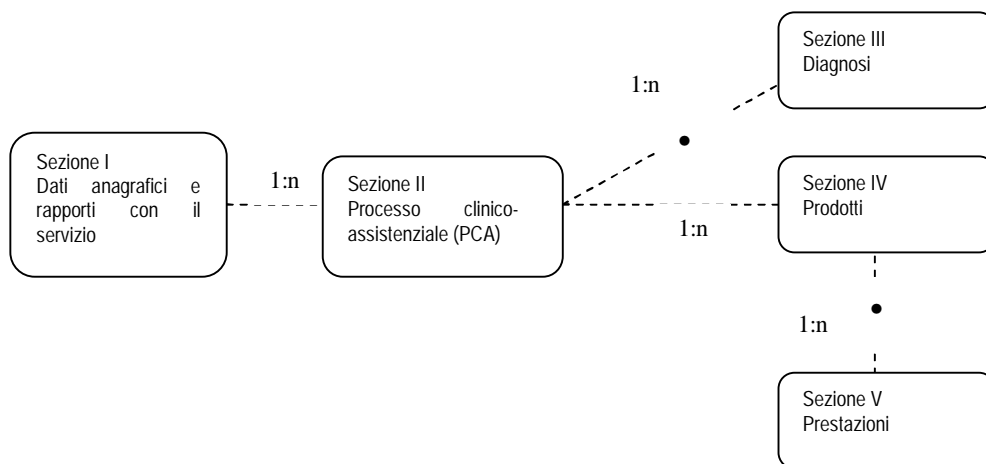 Sezione I
Dati anagrafici e
rapporti con il
servizio
1:n
Sezione II
Processo clinico-
assistenziale (PCA)
1:n
Sezione III
Diagnosi
1:n
Sezione IV
Prodotti
1:n
Sezione V
Prestazioni